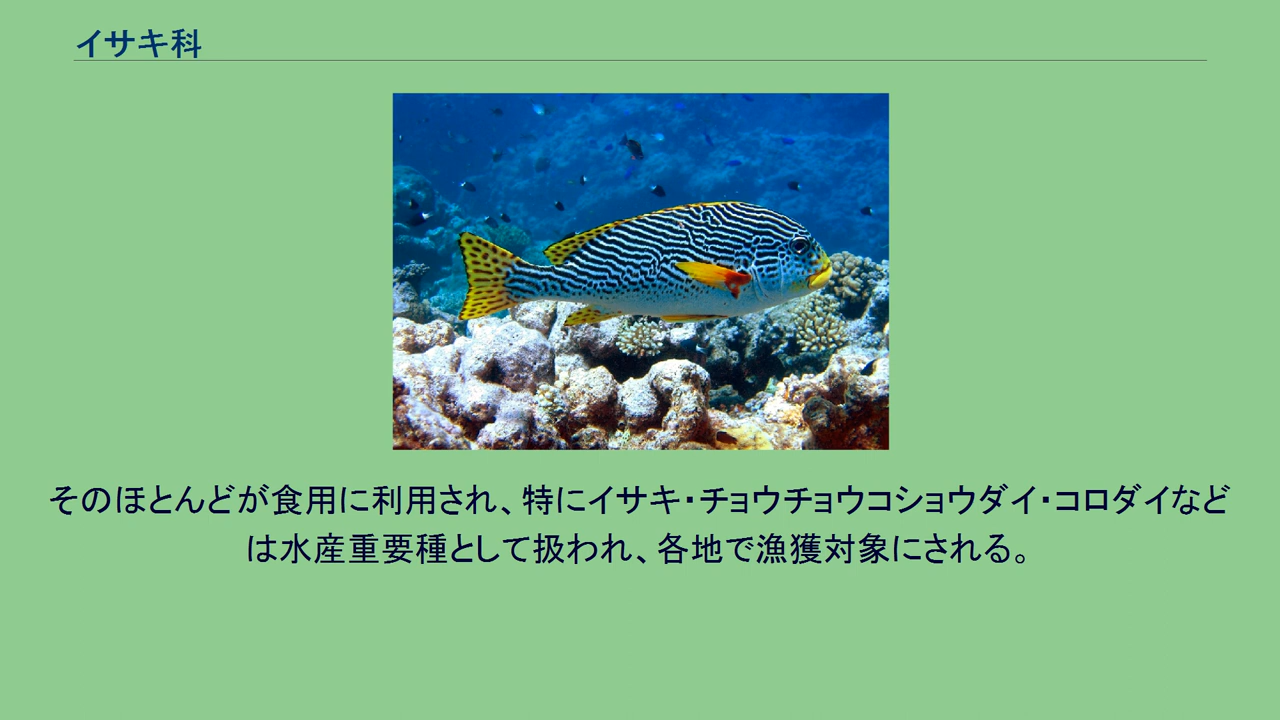 イサキ科
そのほとんどが食用に利用され、特にイサキ・チョウチョウコショウダイ・コロダイなど
は水産重要種として扱われ、各地で漁獲対象にされる。